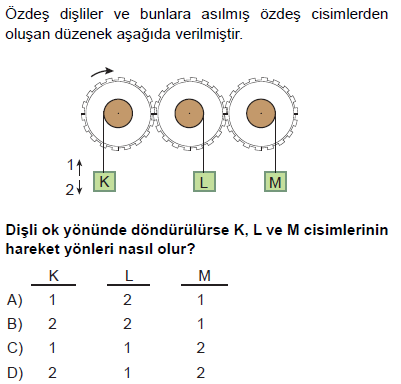 Özdeş dişliler ve bunlara asılmış özdeş cisimlerden
oluşan düzenek aşağıda verilmiştir.
1
2
K
L
M
Dişli ok yönünde döndürülürse K, L ve M cisimlerinin
hareket yönleri nasıl olur?
K L M
A) 1 2 1
B) 2 2 1
C) 1 1 2
D) 2 1 2